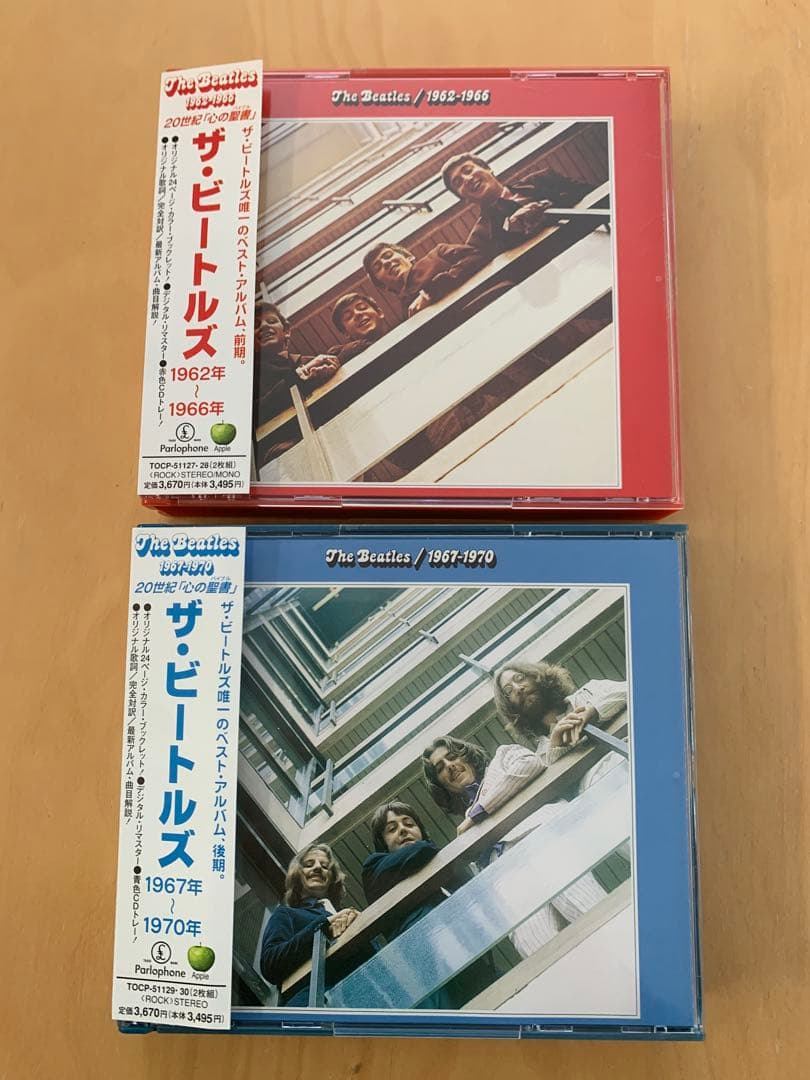 The Beatles
1962-1966
20世紀「心の聖書」
バイブル
ザ・ビートルズ唯一のベスト・アルバム、前期。
ザ・ビートルズ
●オリジナル24ページ・カラー・ブックレット!●デジタル・リマスター●赤色CDトレー!
●オリジナル歌詞/完全対訳/最新アルバム・曲目解説!
1962年
〜
1966年
Parlophone
Apple
TOCP-51127・28(2枚組)
〈ROCK〉STEREO/MONO
定価3,670円(本体3,495円)
The Beatles / 1962-1966
The Beatles
1967-1970
20世紀「心の聖書」
バイブル
ザ・ビートルズ唯一のベスト・アルバム、後期。
ザ・ビートルズ
●オリジナル24ページ・カラー・ブックレット!●デジタル・リマスター●青色CDトレー!
●オリジナル歌詞/完全対訳/最新アルバム・曲目解説!
1967年
〜
1970年
Parlophone
Apple
TOCP-51129・30(2枚組)
〈ROCK〉STEREO
定価3,670円(本体3,495円)
The Beatles / 1967-1970